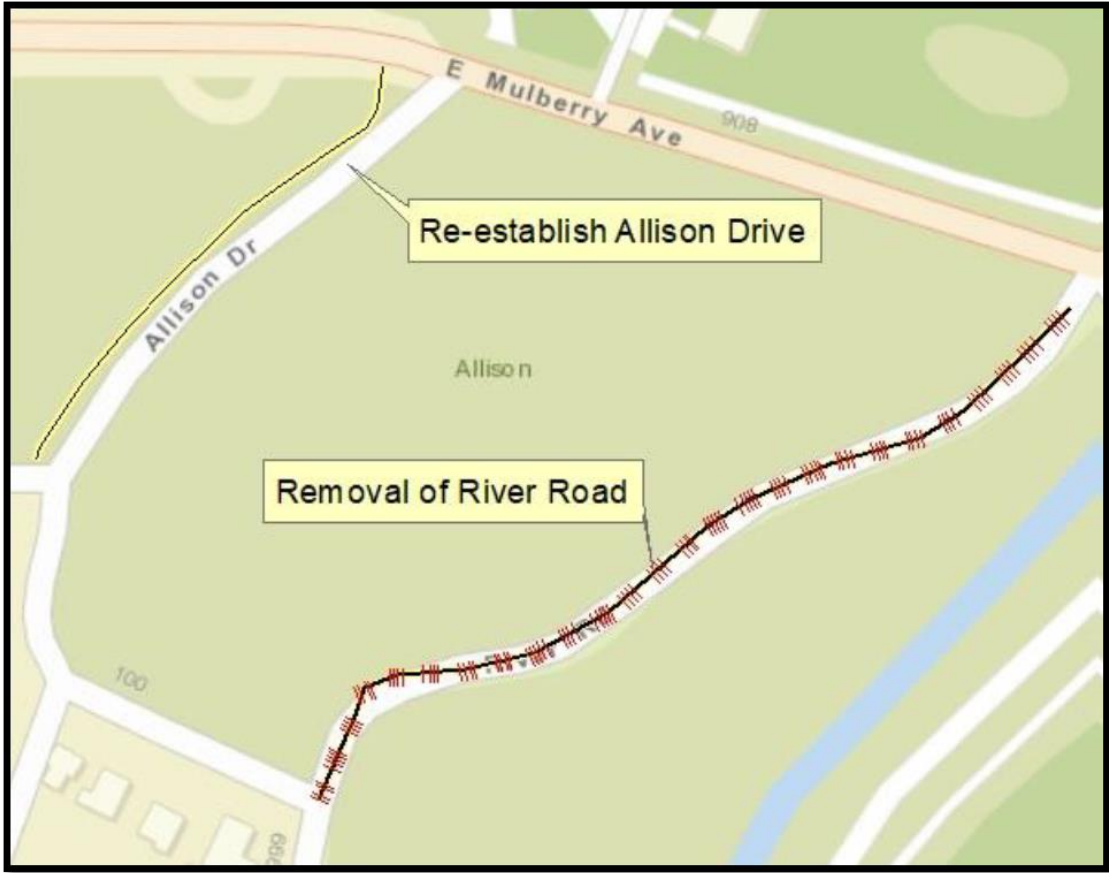 E Mulberry Ave
908
Re-establish Allison Drive
Allison Dr
Allison
Removal of River Road
100